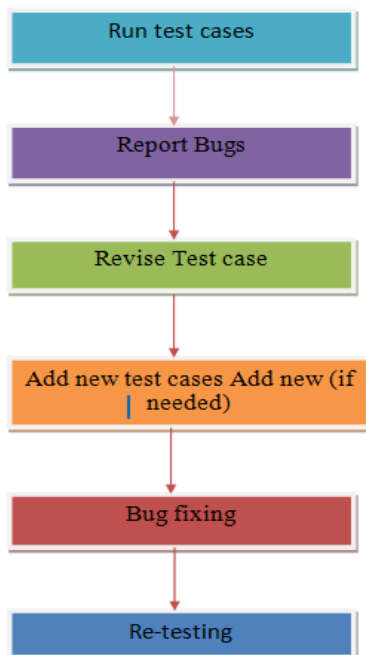 Run test cases
Report Bugs
Revise Test case
Add new test cases Add new (if
needed)
Bug fixing
Re-testing